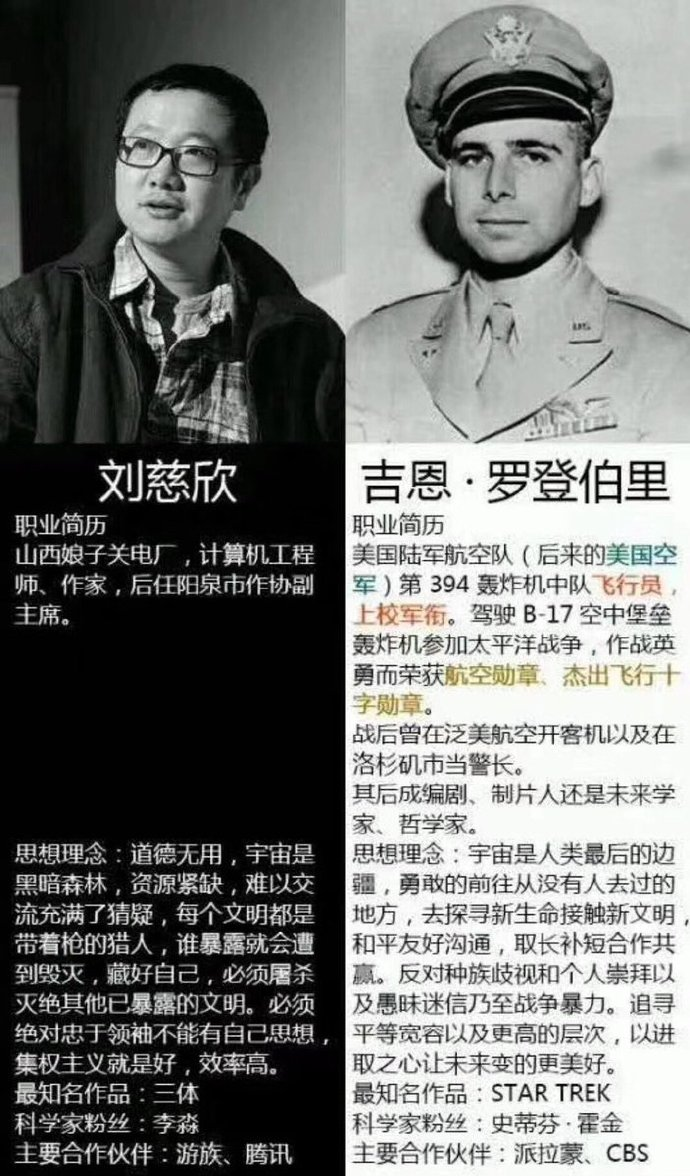 刘慈欣
职业简历
山西娘子关电厂，计算机工程
师、作家，后任阳泉市作协副
主席。
思想理念：道德无用，宇宙是
黑暗森林，资源紧缺，难以交
流充满了猜疑，每个文明都是
带着枪的猎人，谁暴露就会遭
到毁灭，藏好自己，必须屠杀
灭绝其他已暴露的文明。必须
绝对忠于领袖不能有自己思想，
集权主义就是好，效率高。
最知名作品：三体
科学家粉丝：李淼
主要合作伙伴：游族、腾讯
吉恩·罗登伯里
职业简历
美国陆军航空队（后来的美国空
军）第 394 轰炸机中队飞行员，
上校军衔。驾驶 B-17 空中堡垒
轰炸机参加太平洋战争，作战英
勇而荣获航空勋章、杰出飞行十
字勋章。
战后曾在泛美航空开客机以及在
洛杉矶市当警长。
其后成编剧、制片人还是未来学
家、哲学家。
思想理念：宇宙是人类最后的边
疆，勇敢的前往从没有人去过的
地方，去探寻新生命接触新文明，
和平友好沟通，取长补短合作共
赢。反对种族歧视和个人崇拜以
及愚昧迷信乃至战争暴力。追寻
平等宽容以及更高的层次，以进
取之心让未来变的更美好。
最知名作品：STAR TREK
科学家粉丝：史蒂芬·霍金
主要合作伙伴：派拉蒙、CBS